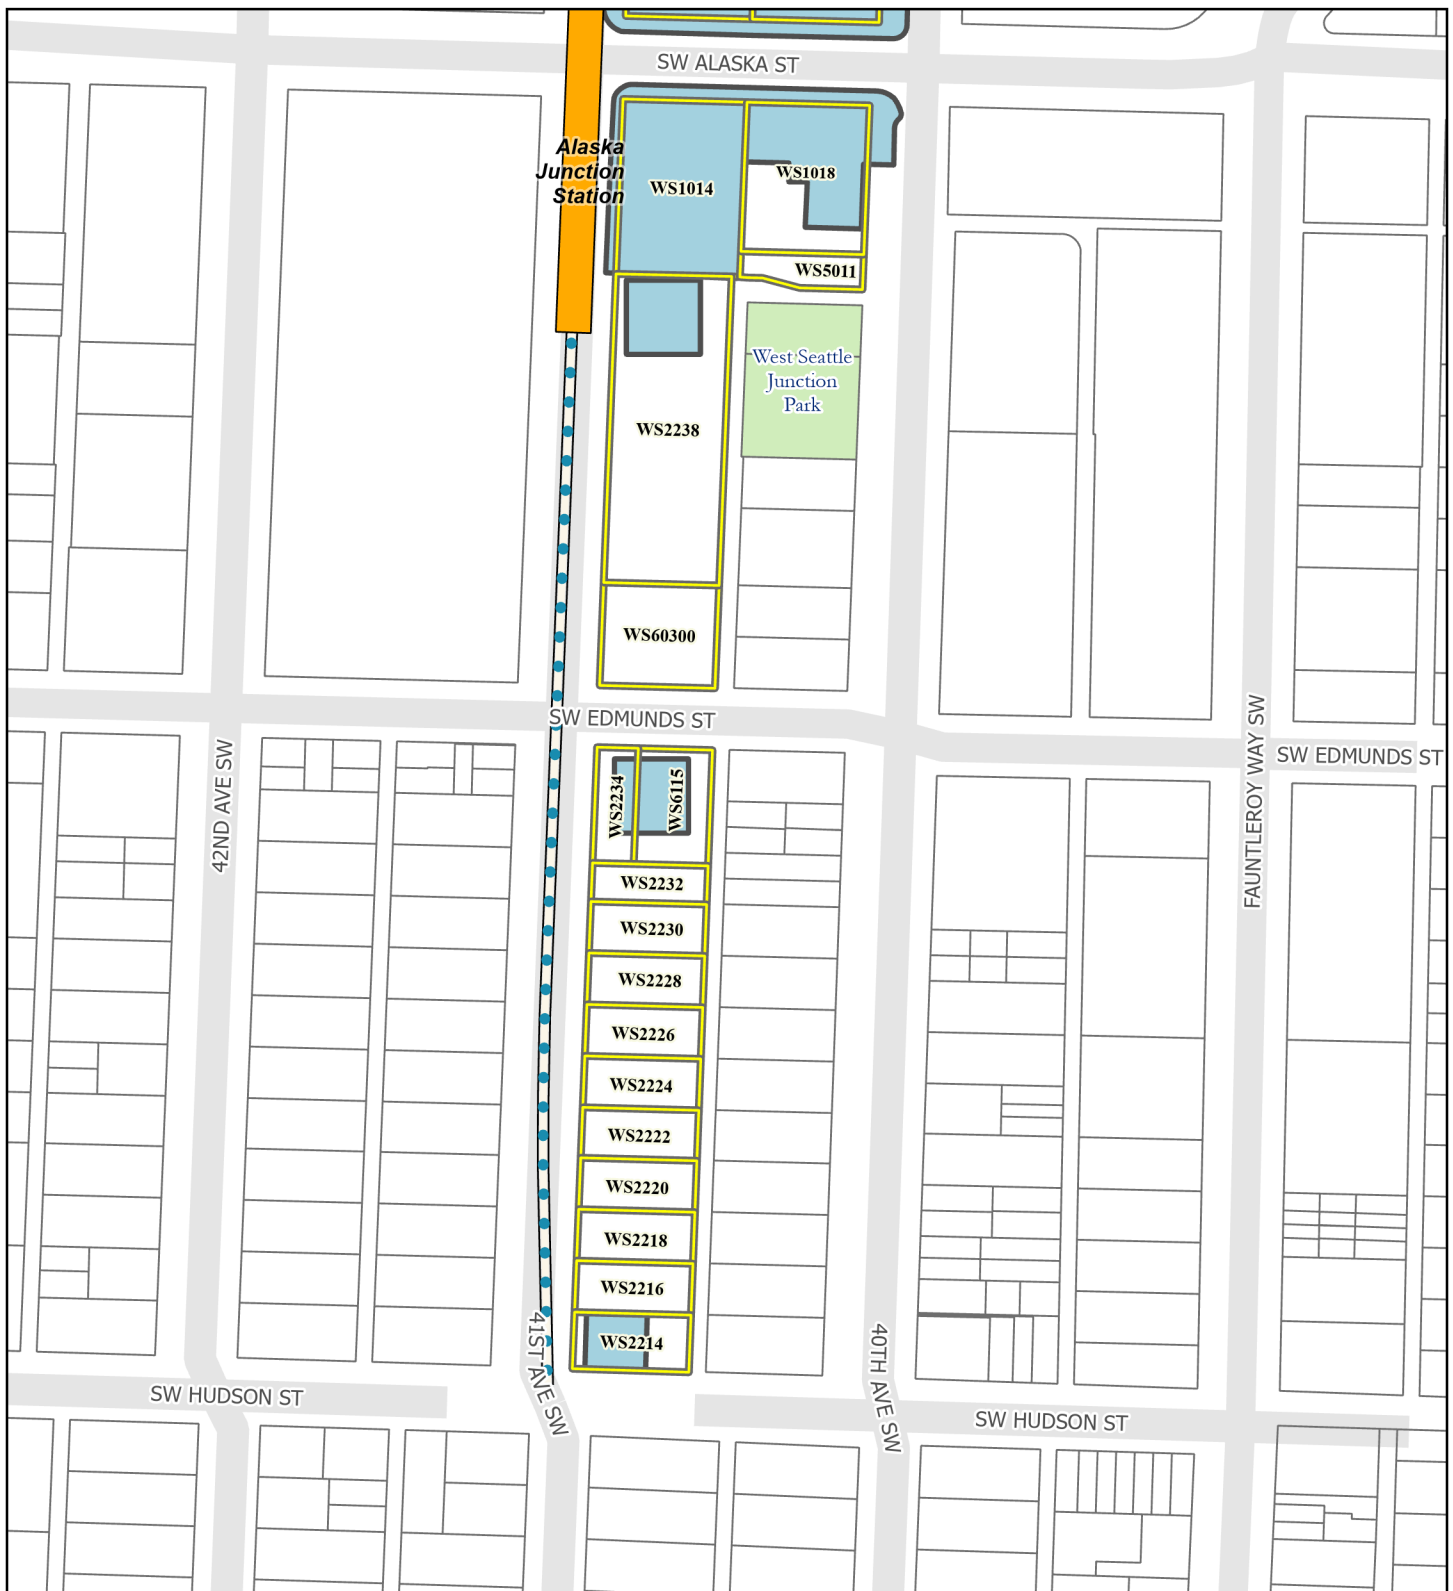 SW ALASKA ST
Alaska
Junction
Station
WS1014
WS1018
WS5011
West Seattle
Junction
Park
WS2238
WS60300
SW EDMUNDS ST
SW EDMUNDS ST
FAUNTLEROY WAY SW
42ND AVE SW
WS2234
WS6115
WS2232
WS2230
WS2228
WS2226
WS2224
WS2222
WS2220
WS2218
WS2216
WS2214
41ST AVE SW
40TH AVE SW
SW HUDSON ST
SW HUDSON ST